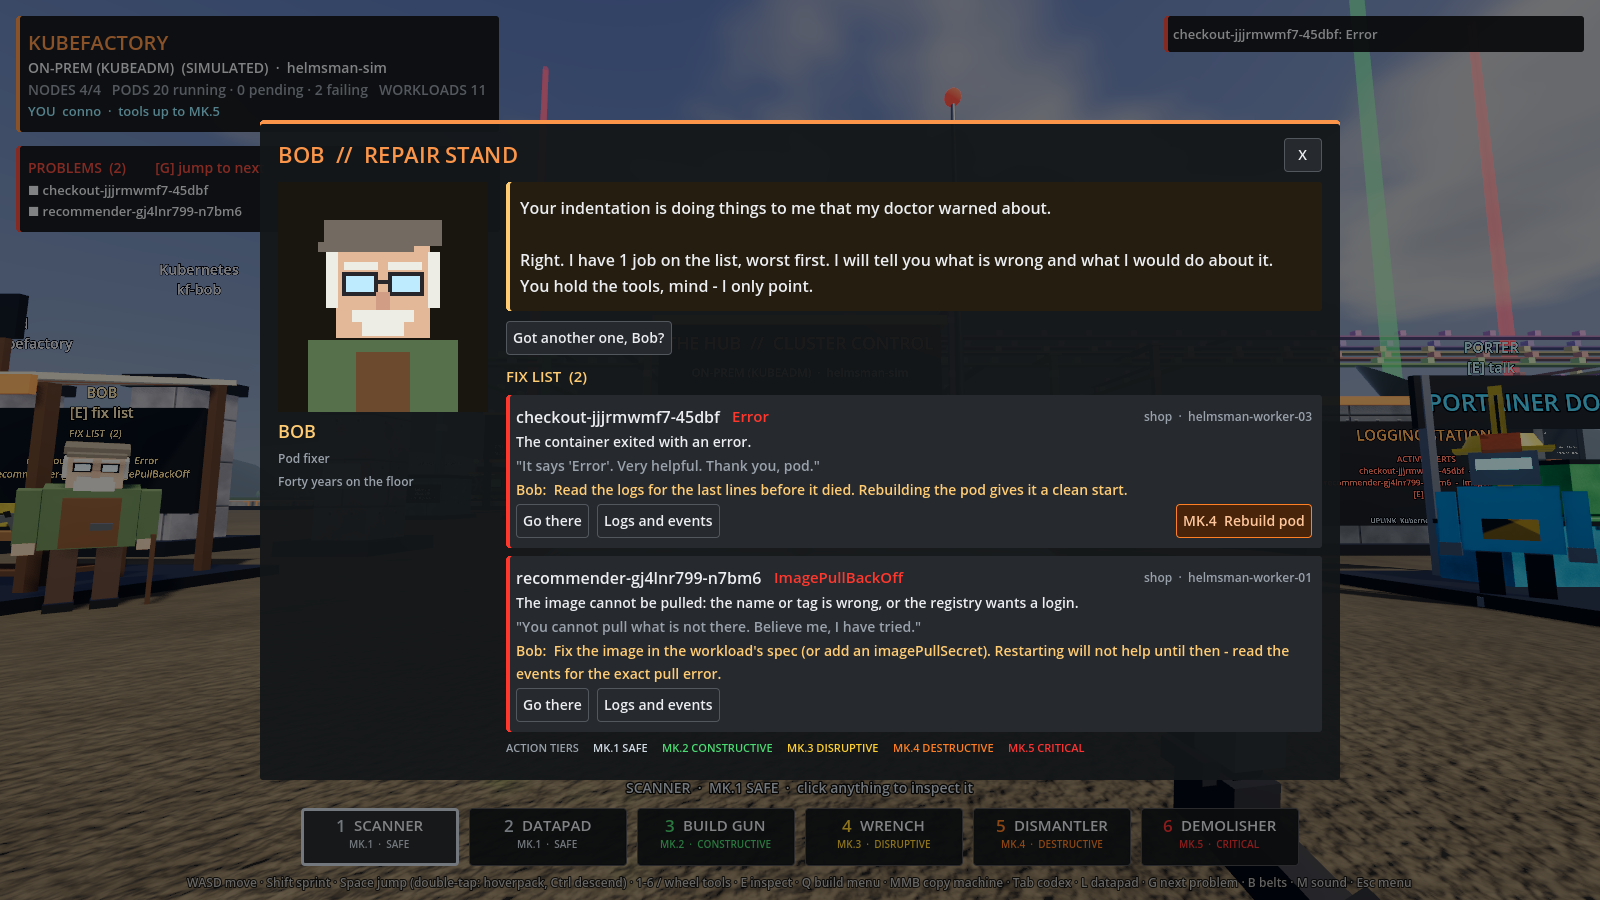 KUBEFACTORY
ON-PREM (KUBEADM) (SIMULATED) · helmsman-sim
NODES 4/4 PODS 20 running · 0 pending · 2 failing WORKLOADS 11
YOU conno · tools up to MK.5
checkout-jjjrmwmf7-45dbf: Error
PROBLEMS (2) [G] jump to nex
checkout-jjjrmwmf7-45dbf
recommender-gj4lnr799-n7bm6
Kubernetes
kf-bob
BOB
[E] fix list
FIX LIST (2)
Error
BOB // REPAIR STAND
X
Your indentation is doing things to me that my doctor warned about.
Right. I have 1 job on the list, worst first. I will tell you what is wrong and what I would do about it.
You hold the tools, mind - I only point.
Got another one, Bob?
THE HUB // CLUSTER CONTROL
ON-PREM (KUBEADM) helmsman-sim
FIX LIST (2)
BOB
Pod fixer
Forty years on the floor
checkout-jjjrmwmf7-45dbf Error
shop · helmsman-worker-03
The container exited with an error.
"It says 'Error'. Very helpful. Thank you, pod."
Bob: Read the logs for the last lines before it died. Rebuilding the pod gives it a clean start.
Go there
Logs and events
MK.4 Rebuild pod
recommender-gj4lnr799-n7bm6 ImagePullBackOff
shop · helmsman-worker-01
The image cannot be pulled: the name or tag is wrong, or the registry wants a login.
"You cannot pull what is not there. Believe me, I have tried."
Bob: Fix the image in the workload's spec (or add an imagePullSecret). Restarting will not help until then - read the
events for the exact pull error.
Go there
Logs and events
ACTION TIERS MK.1 SAFE MK.2 CONSTRUCTIVE MK.3 DISRUPTIVE MK.4 DESTRUCTIVE MK.5 CRITICAL
PORTER
[E] talk
PORTAINER DO
LOGGING STATION
SCANNER · MK.1 SAFE · click anything to inspect it
1 SCANNER
MK.1 · SAFE
2 DATAPAD
MK.1 · SAFE
3 BUILD GUN
MK.2 · CONSTRUCTIVE
4 WRENCH
MK.3 · DISRUPTIVE
5 DISMANTLER
MK.4 · DESTRUCTIVE
6 DEMOLISHER
MK.5 · CRITICAL
WASD move · Shift sprint · Space jump (double-tap: hoverpack, Ctrl descend) · 1-6 / wheel tools · E inspect · Q build menu · MMB copy machine · Tab codex · L datapad · G next problem · B belts · M sound · Esc menu